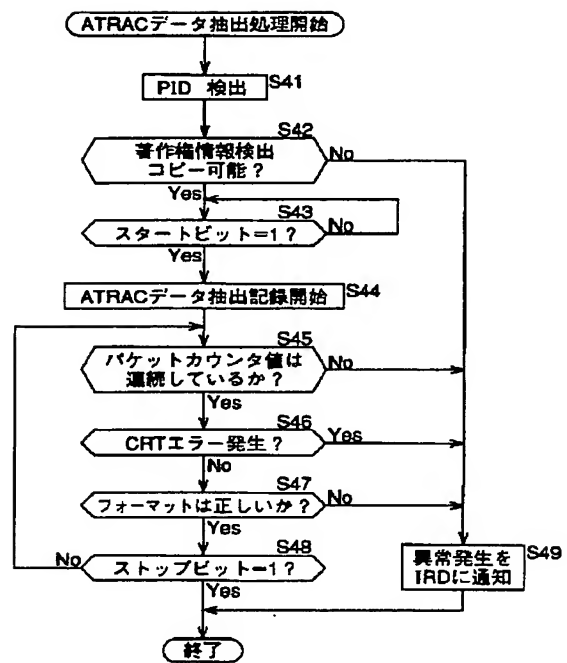 ATRACデータ抽出処理開始
PID 検出
S41
S42
著作権情報検出
コピー可能？
No
Yes
S43
スタートビット=1？
No
Yes
ATRACデータ抽出記録開始
S44
S45
パケットカウンタ値は
連続しているか？
No
Yes
S46
CRTエラー発生？
Yes
No
S47
フォーマットは正しいか？
No
Yes
S48
No
ストップビット=1？
Yes
異常発生を
IRDに通知
S49
終了